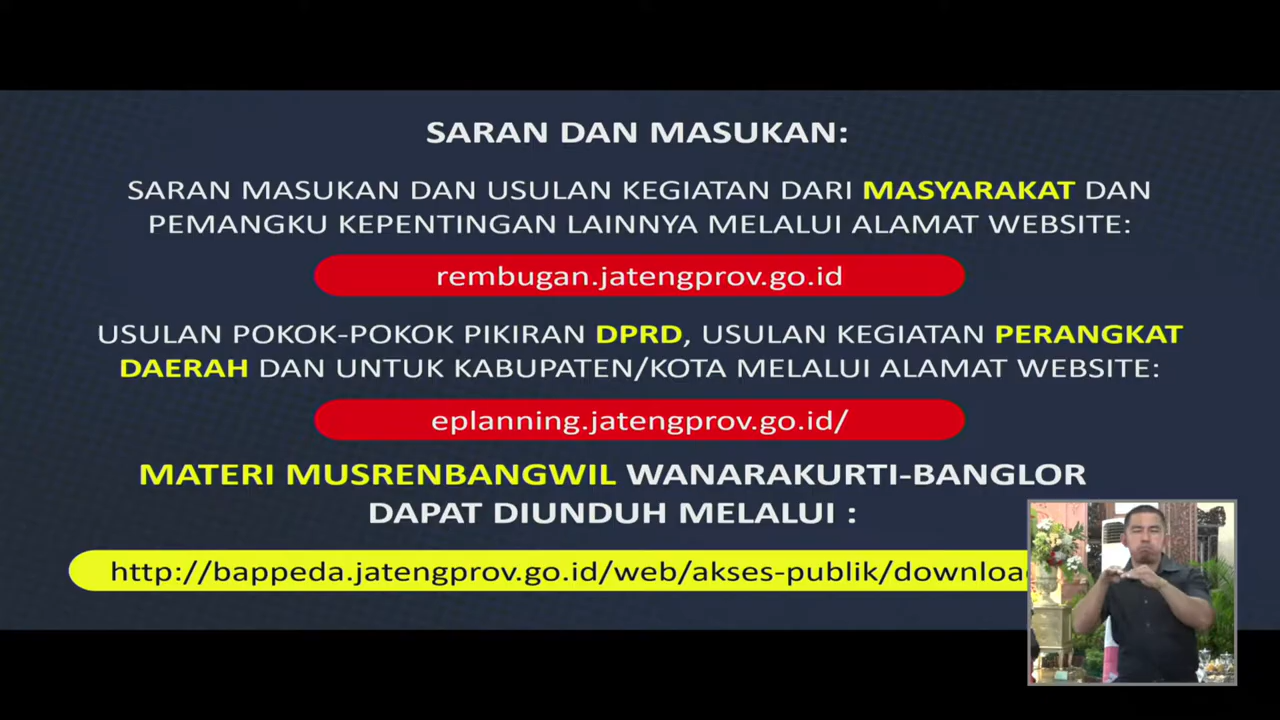 SARAN DAN MASUKAN:
SARAN MASUKAN DAN USULAN KEGIATAN DARI MASYARAKAT DAN
PEMANGKU KEPENTINGAN LAINNYA MELALUI ALAMAT WEBSITE:
rembugan.jatengprov.go.id
USULAN POKOK-POKOK PIKIRAN DPRD, USULAN KEGIATAN PERANGKAT
DAERAH DAN UNTUK KABUPATEN/KOTA MELALUI ALAMAT WEBSITE:
eplanning.jatengprov.go.id/
MATERI MUSRENBANGWIL WANARAKURTI-BANGLOR
DAPAT DIUNDUH MELALUI :
http://bappeda.jatengprov.go.id/web/akses-publik/downloa